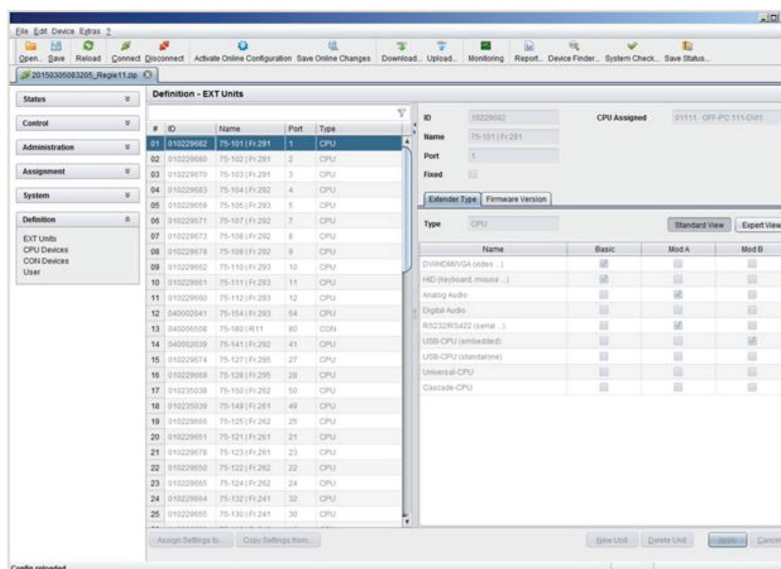 File Edit Device Extras ?
Open... Save Reload Connect Disconnect Activate Online Configuration Save Online Changes Download... Upload... Monitoring Report... Device Finder... System Check... Save Status...
20150305083205_Regie11.zip
Status
Control
Administration
Assignment
System
Definition
EXT Units
CPU Devices
CON Devices
User
Definition - EXT Units
# ID Name Port Type
01 010229682 75-101 | Fr.291 1 CPU
02 010229680 75-102 | Fr.291 2 CPU
03 010229670 75-103 | Fr.291 3 CPU
04 010229683 75-104 | Fr.292 4 CPU
05 010229659 75-105 | Fr.293 5 CPU
06 010229671 75-107 | Fr.292 7 CPU
07 010229673 75-108 | Fr.292 8 CPU
08 010229679 75-109 | Fr.292 9 CPU
09 010229662 75-110 | Fr.293 10 CPU
10 010229661 75-111 | Fr.293 11 CPU
11 010229660 75-112 | Fr.293 12 CPU
12 040002041 75-154 | Fr.293 54 CPU
13 040006508 75-180 | R11 80 CON
14 040002039 75-141 | Fr.292 41 CPU
15 010229674 75-127 | Fr.295 27 CPU
16 010229669 75-128 | Fr.295 28 CPU
17 010235038 75-150 | Fr.262 50 CPU
18 010235039 75-149 | Fr.261 49 CPU
19 010229666 75-125 | Fr.262 25 CPU
20 010229651 75-121 | Fr.261 21 CPU
21 010229678 75-123 | Fr.261 23 CPU
22 010229650 75-122 | Fr.262 22 CPU
23 010229665 75-124 | Fr.262 24 CPU
24 010229664 75-132 | Fr.241 32 CPU
25 010229655 75-130 | Fr.241 30 CPU
Assign Settings to... Copy Settings from...
ID 10229682 CPU Assigned 01111 OFF-PC 111-DVI1
Name 75-101 | Fr.291
Port 1
Fixed
Extender Type Firmware Version
Type CPU Standard View Expert View
Name Basic Mod A Mod B
DVI/HDMI/VGA (video ...)
HID (keyboard, mouse ...)
Analog Audio
Digital Audio
RS232/RS422 (serial ...)
USB-CPU (embedded)
USB-CPU (standalone)
Universal-CPU
Cascade-CPU
New Unit Delete Unit Apply Cancel
Config reloaded